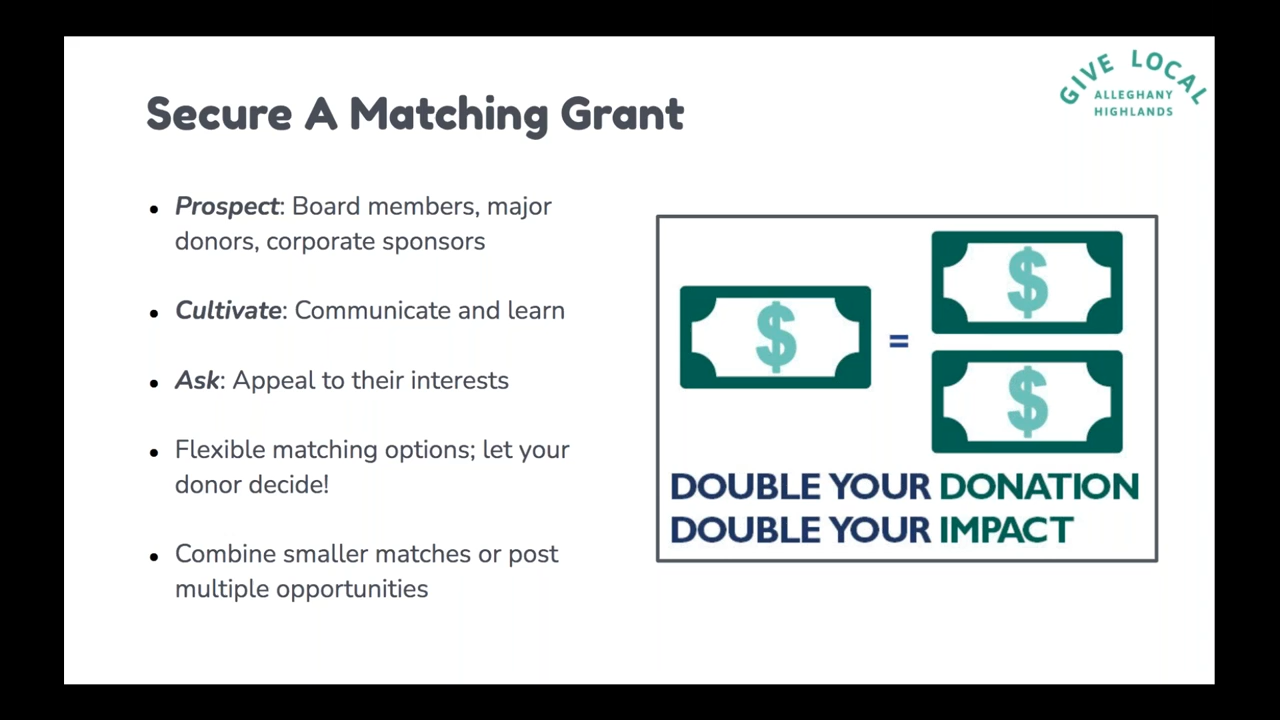 GIVE LOCAL
ALLEGHANY
HIGHLANDS
Secure A Matching Grant
• Prospect: Board members, major
donors, corporate sponsors
• Cultivate: Communicate and learn
• Ask: Appeal to their interests
• Flexible matching options; let your
donor decide!
• Combine smaller matches or post
multiple opportunities
$ = $
$
DOUBLE YOUR DONATION
DOUBLE YOUR IMPACT